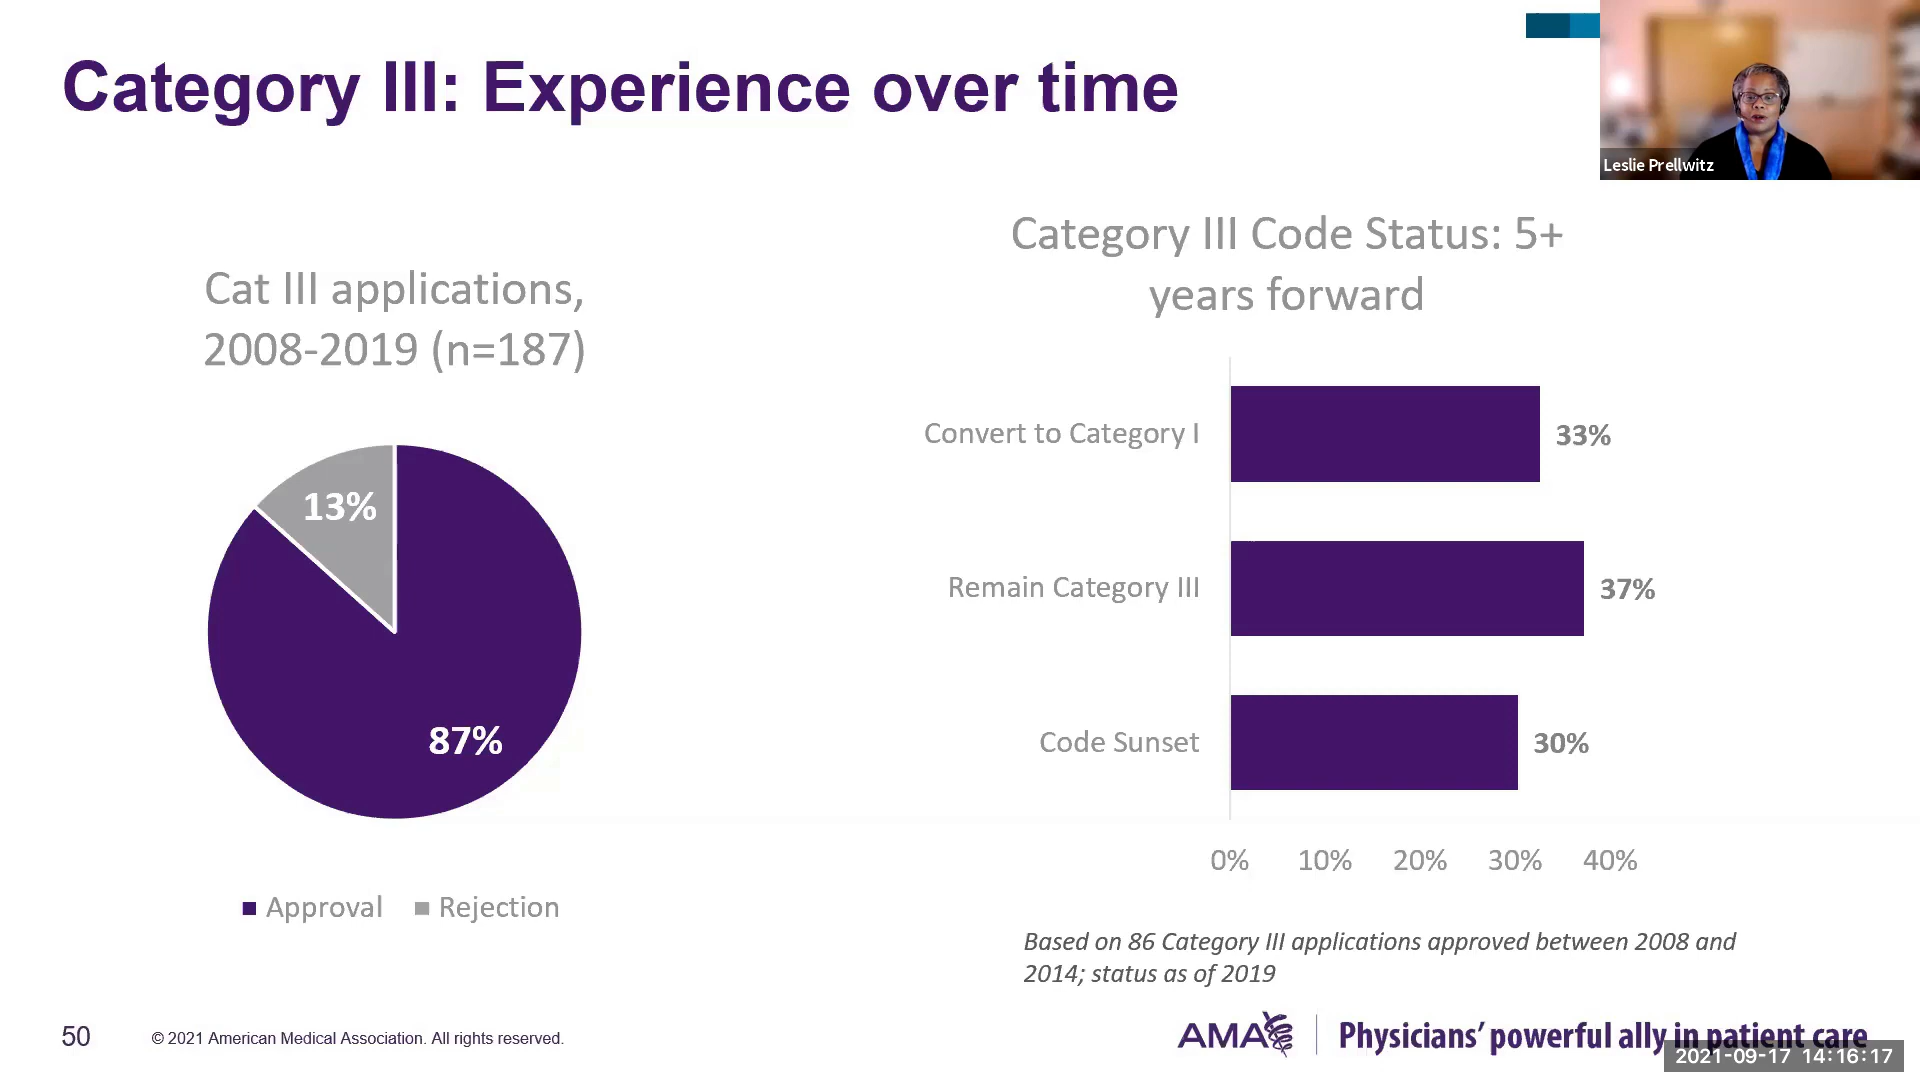 Category III: Experience over time
Leslie Prellwitz
Cat III applications,
2008-2019 (n=187)
13%
87%
Approval
Rejection
Category III Code Status: 5+
years forward
Convert to Category I
33%
Remain Category III
37%
Code Sunset
30%
0% 10% 20% 30% 40%
Based on 86 Category III applications approved between 2008 and
2014; status as of 2019
50
© 2021 American Medical Association. All rights reserved.
AMA
Physicians’ powerful ally in patient care
2021-09-17 14:16:17